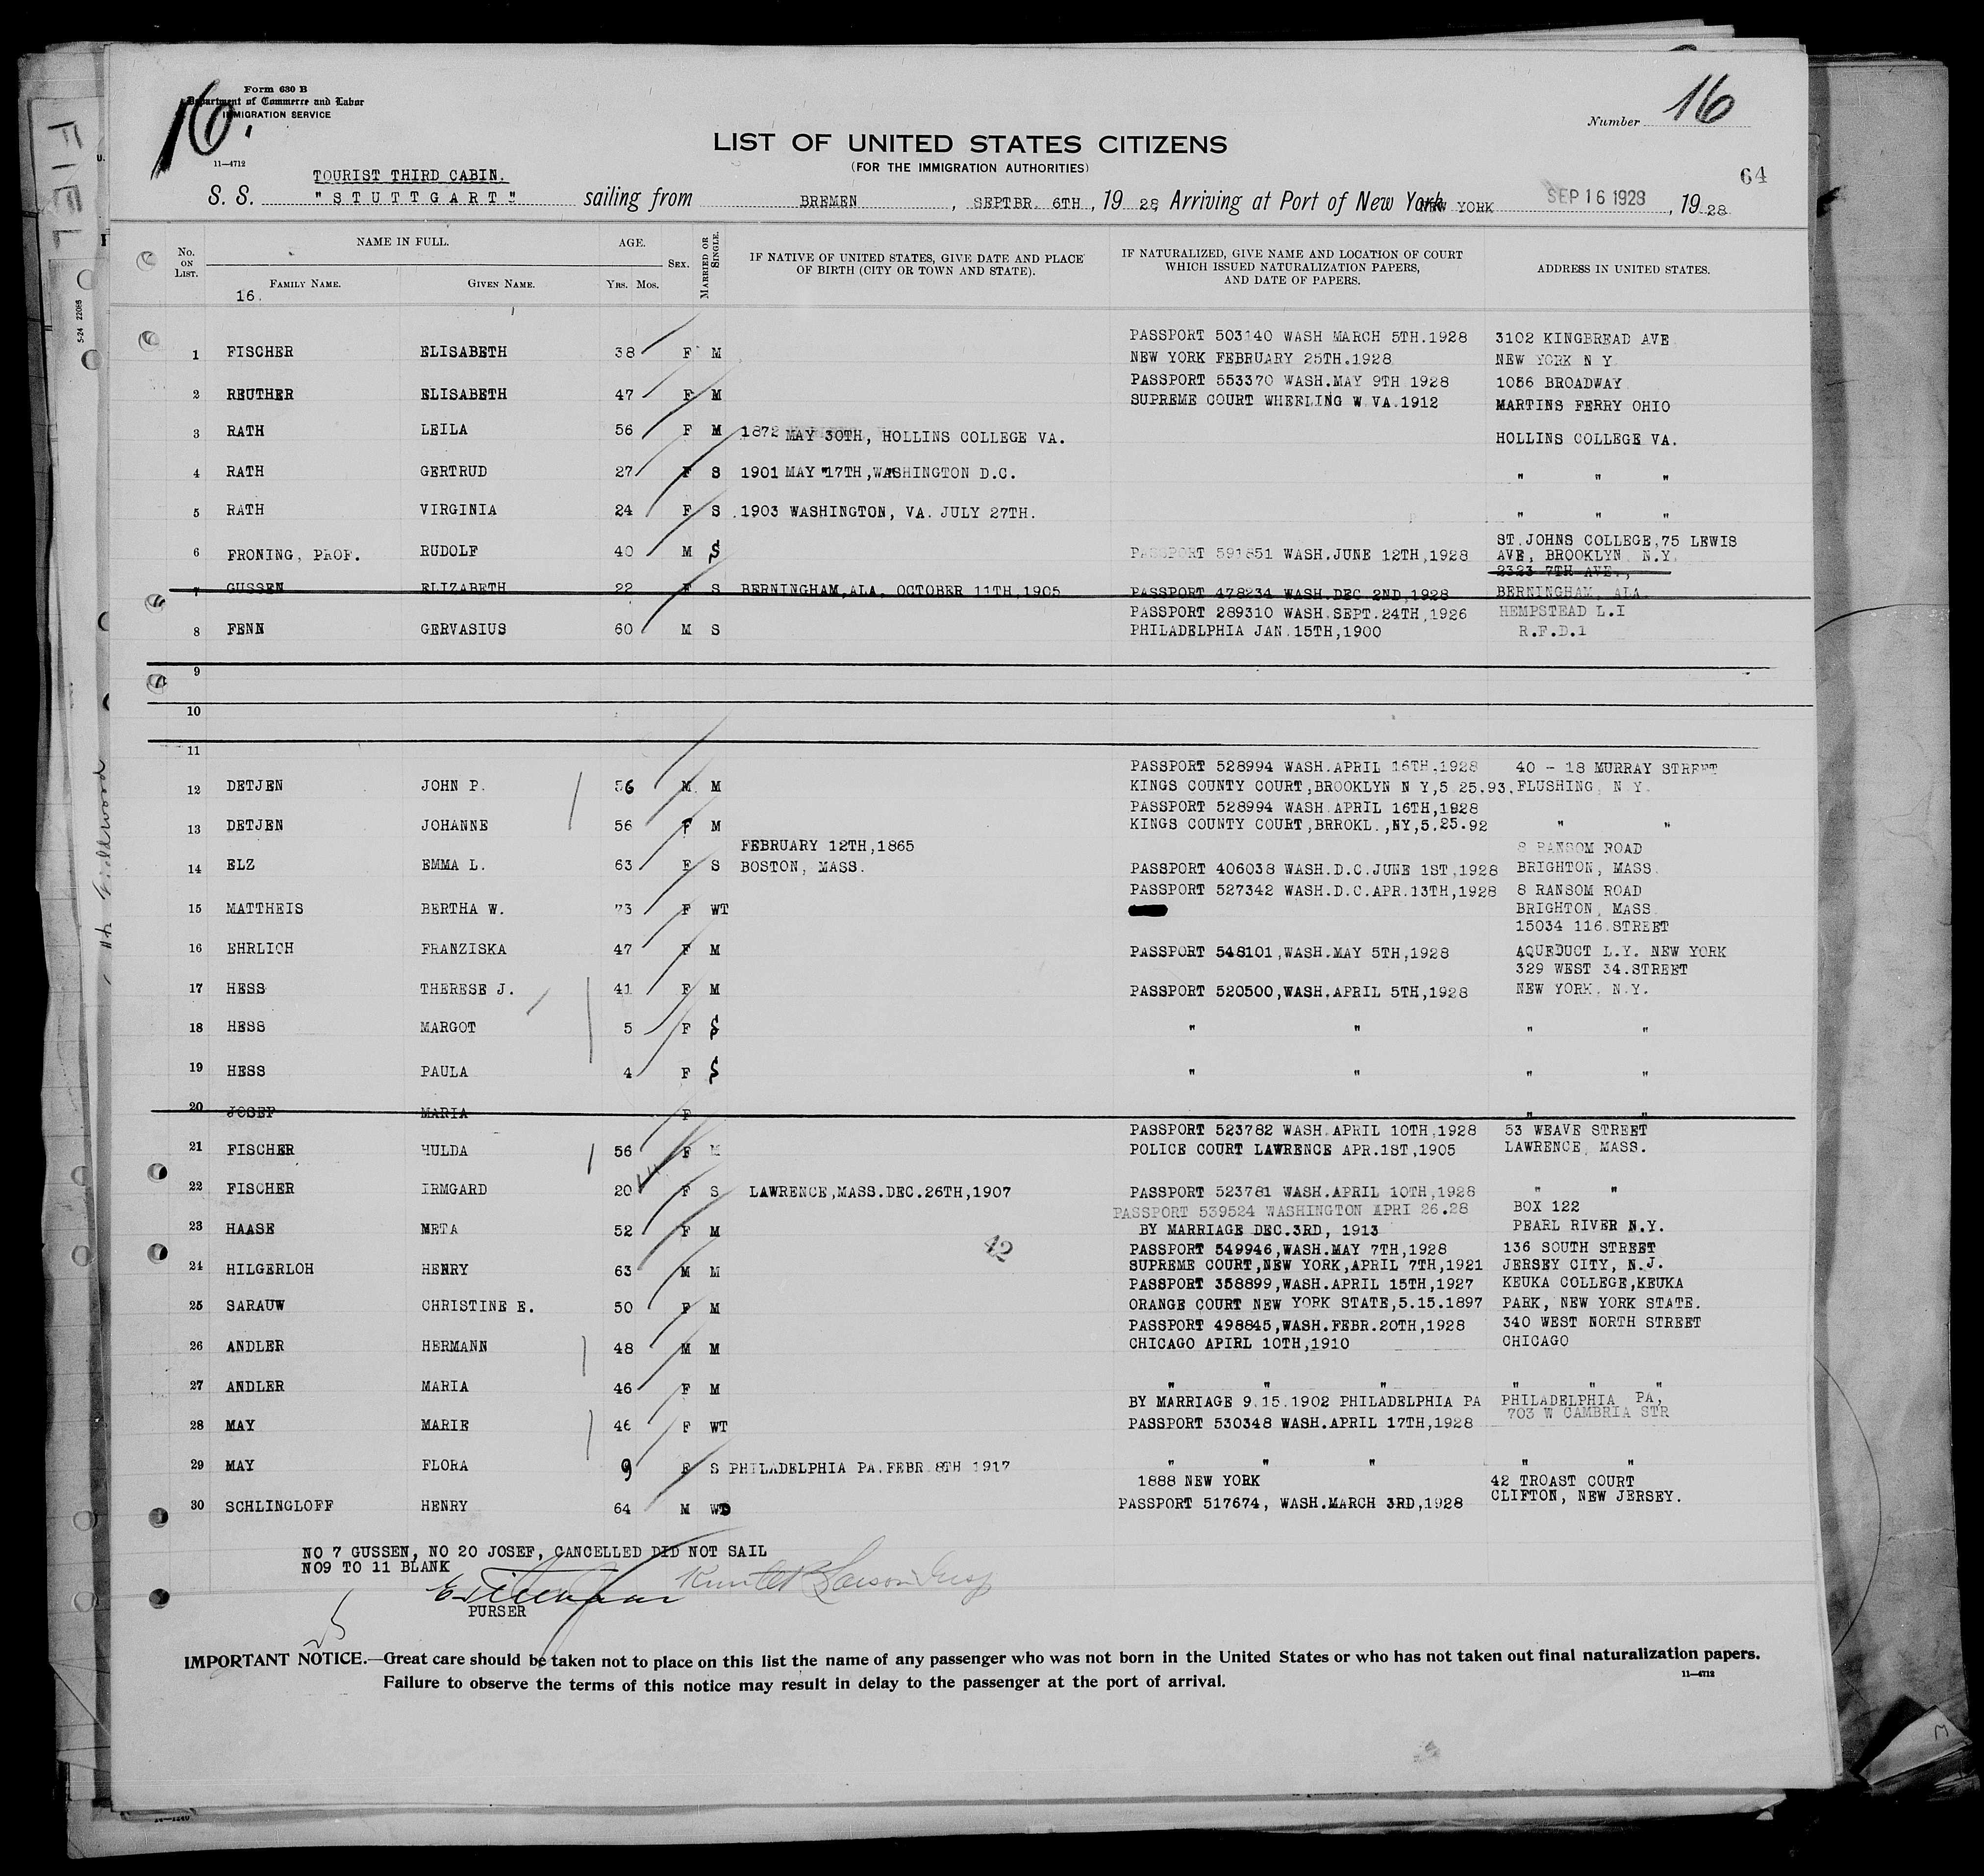 16.
Form 630 B
Department of Commerce and Labor
IMMIGRATION SERVICE
11—4712
Number 16
LIST OF UNITED STATES CITIZENS
(FOR THE IMMIGRATION AUTHORITIES)
64
TOURIST THIRD CABIN.
S. S. "STUTTGART" sailing from BREMEN, SEPTBR. 6TH, 19 28, Arriving at Port of New York NEW YORK SEP 16 1928, 19 28
No. ON LIST. NAME IN FULL. AGE. SEX. MARRIED OR SINGLE. IF NATIVE OF UNITED STATES, GIVE DATE AND PLACE OF BIRTH (CITY OR TOWN AND STATE). IF NATURALIZED, GIVE NAME AND LOCATION OF COURT WHICH ISSUED NATURALIZATION PAPERS, AND DATE OF PAPERS. ADDRESS IN UNITED STATES.
16. FAMILY NAME. GIVEN NAME. YRS. MOS.
PASSPORT 503140 WASH MARCH 5TH.1928 3102 KINGBREAD AVE
1 FISCHER ELISABETH 38 F M NEW YORK FEBRUARY 25TH.1928 NEW YORK N Y
PASSPORT 553370 WASH.MAY 9TH 1928 1056 BROADWAY
2 REUTHER ELISABETH 47 F M SUPREME COURT WHEELING W VA.1912 MARTINS FERRY OHIO
3 RATH LEILA 56 F M 1872 MAY 30TH, HOLLINS COLLEGE VA. HOLLINS COLLEGE VA.
4 RATH GERTRUD 27 F S 1901 MAY 17TH,WASHINGTON D.C. " " "
5 RATH VIRGINIA 24 F S .1903 WASHINGTON, VA. JULY 27TH. " " "
ST.JOHNS COLLEGE,75 LEWIS
6 FRONING, PROF. RUDOLF 40 M S PASSPORT 591851 WASH.JUNE 12TH,1928 AVE, BROOKLYN N.Y.
2323 7TH AVE.,
7 GUSSEN ELIZABETH 22 F S BERNINGHAM,ALA. OCTOBER 11TH,1905 PASSPORT 478234 WASH.DEC 2ND,1928 BERNINGHAM, ALA
PASSPORT 289310 WASH.SEPT.24TH,1926 HEMPSTEAD L.I
8 FENN GERVASIUS 60 M S PHILADELPHIA JAN.15TH,1900 R.F.D.1
9
10
11
PASSPORT 528994 WASH.APRIL 16TH,1928 40 - 18 MURRAY STREET
12 DETJEN JOHN P. 56 M M KINGS COUNTY COURT,BROOKLYN N Y,5 25.93. FLUSHING, N.Y.
PASSPORT 528994 WASH APRIL 16TH,1928
13 DETJEN JOHANNE 56 F M KINGS COUNTY COURT,BRROKL.,NY,5.25.92 " "
FEBRUARY 12TH,1865 8 RANSOM ROAD
14 ELZ EMMA L. 63 F S BOSTON, MASS. PASSPORT 406038 WASH.D.C.JUNE 1ST,1928 BRIGHTON, MASS.
PASSPORT 527342 WASH.D.C.APR.13TH,1928 8 RANSOM ROAD
15 MATTHEIS BERTHA W. 73 F WT BRIGHTON, MASS
15034 116.STREET
16 EHRLICH FRANZISKA 47 F M PASSPORT 548101,WASH.MAY 5TH,1928 AQUEDUCT L.Y. NEW YORK
329 WEST 34.STREET
17 HESS THERESE J. 41 F M PASSPORT 520500,WASH.APRIL 5TH,1928 NEW YORK. N.Y.
18 HESS MARGOT 5 F S " " " "
19 HESS PAULA 4 F S " " " "
20 JOSEF MARIA F " "
PASSPORT 523782 WASH.APRIL 10TH,1928 53 WEAVE STREET
21 FISCHER HULDA 56 F M POLICE COURT LAWRENCE APR.1ST,1905 LAWRENCE, MASS.
22 FISCHER IRMGARD 20 F S LAWRENCE,MASS.DEC.26TH,1907 PASSPORT 523781 WASH.APRIL 10TH,1928 " "
PASSPORT 539524 WASHINGTON APRI 26.28 BOX 122
23 HAASE META 52 F M BY MARRIAGE DEC.3RD, 1913 PEARL RIVER N.Y.
42
PASSPORT 549946,WASH.MAY 7TH,1928 136 SOUTH STREET
24 HILGERLOH HENRY 63 M M SUPREME COURT,NEW YORK,APRIL 7TH,1921 JERSEY CITY, N.J.
PASSPORT 358899,WASH.APRIL 15TH,1927 KEUKA COLLEGE,KEUKA
25 SARAUW CHRISTINE E. 50 F M ORANGE COURT NEW YORK STATE,5.15.1897 PARK, NEW YORK STATE.
PASSPORT 498845,WASH.FEBR.20TH,1928 340 WEST NORTH STREET
26 ANDLER HERMANN 48 M M CHICAGO APIRL 10TH,1910 CHICAGO
27 ANDLER MARIA 46 F M " " " " " "
BY MARRIAGE 9.15.1902 PHILADELPHIA PA PHILADELPHIA PA,
703 W CAMBRIA STR
28 MAY MARIE 46 F WT PASSPORT 530348 WASH.APRIL 17TH,1928
29 MAY FLORA 9 F S PHILADELPHIA PA.FEBR.8TH 1917 " " " " "
1888 NEW YORK 42 TROAST COURT
30 SCHLINGLOFF HENRY 64 M WD PASSPORT 517674, WASH.MARCH 3RD,1928 CLIFTON, NEW JERSEY.
NO 7 GUSSEN, NO 20 JOSEF, CANCELLED DID NOT SAIL
NO9 TO 11 BLANK
PURSER
IMPORTANT NOTICE.—Great care should be taken not to place on this list the name of any passenger who was not born in the United States or who has not taken out final naturalization papers.
Failure to observe the terms of this notice may result in delay to the passenger at the port of arrival.
11—4712